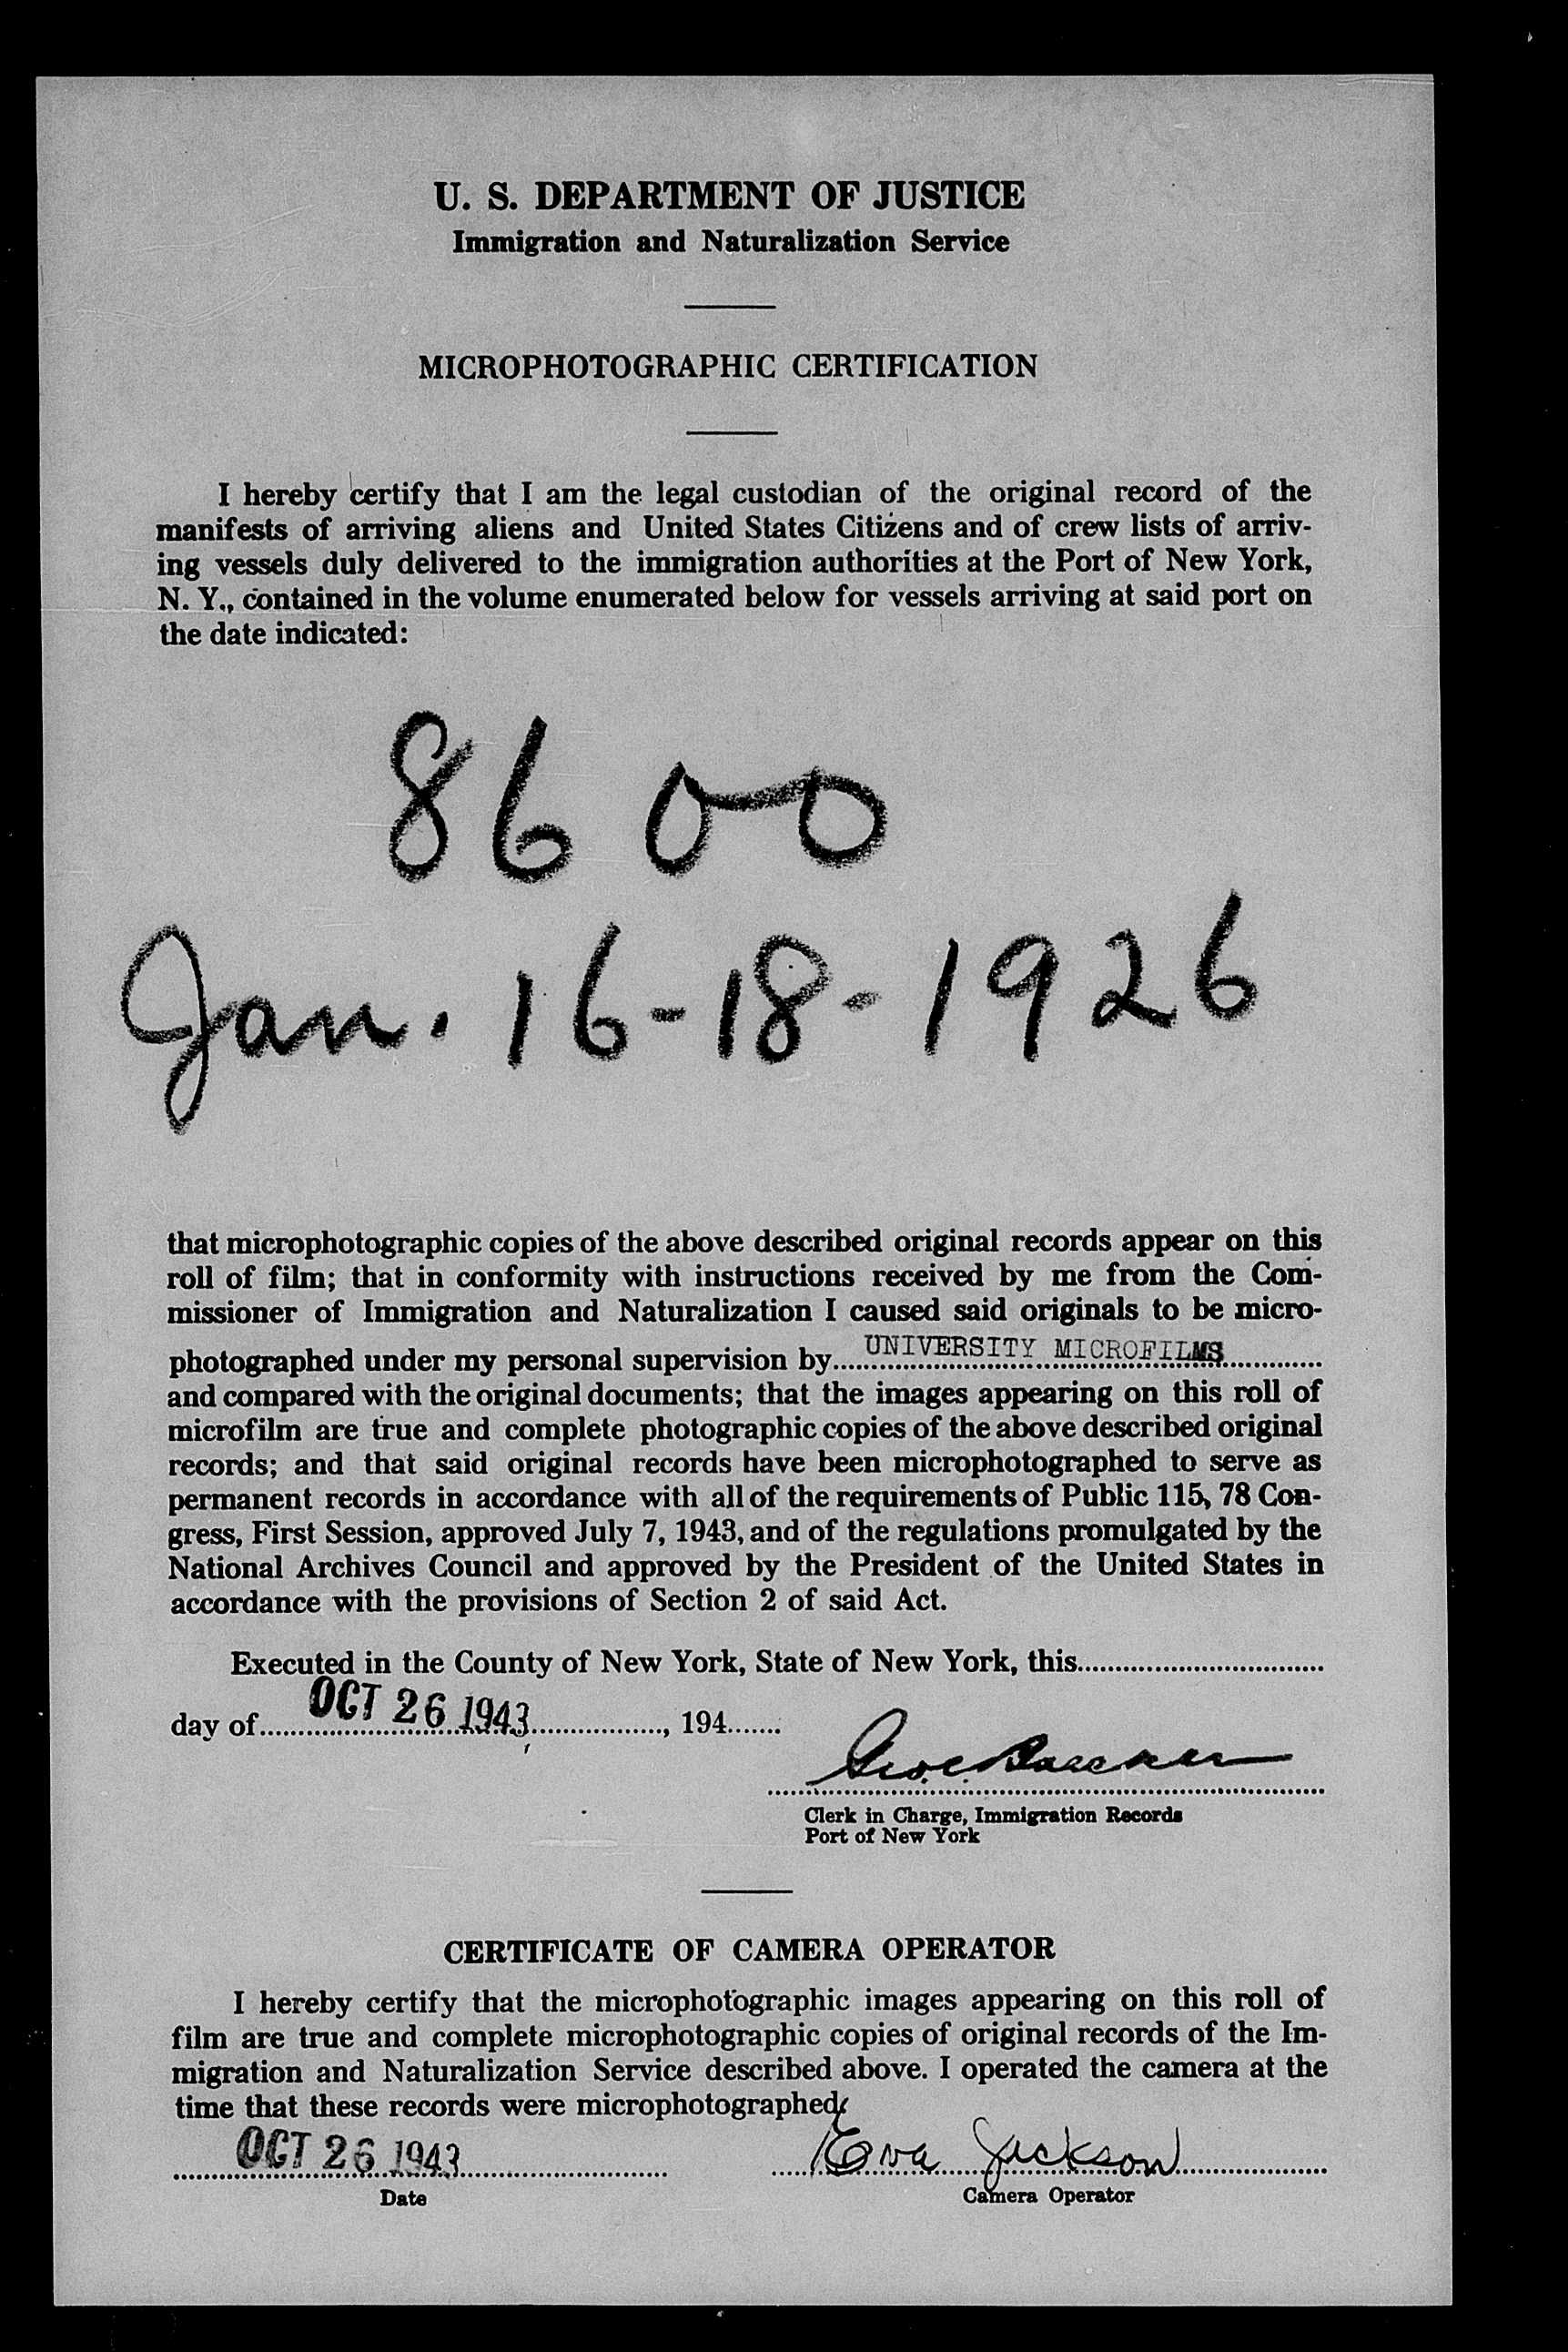 U. S. DEPARTMENT OF JUSTICE
Immigration and Naturalization Service
MICROPHOTOGRAPHIC CERTIFICATION
I hereby certify that I am the legal custodian of the original record of the
manifests of arriving aliens and United States Citizens and of crew lists of arriv-
ing vessels duly delivered to the immigration authorities at the Port of New York,
N. Y., contained in the volume enumerated below for vessels arriving at said port on
the date indicated:
8600
Jan. 16-18-1926
that microphotographic copies of the above described original records appear on this
roll of film; that in conformity with instructions received by me from the Com-
missioner of Immigration and Naturalization I caused said originals to be micro-
photographed under my personal supervision by UNIVERSITY MICROFILMS
and compared with the original documents; that the images appearing on this roll of
microfilm are true and complete photographic copies of the above described original
records; and that said original records have been microphotographed to serve as
permanent records in accordance with all of the requirements of Public 115, 78 Con-
gress, First Session, approved July 7, 1943, and of the regulations promulgated by the
National Archives Council and approved by the President of the United States in
accordance with the provisions of Section 2 of said Act.
Executed in the County of New York, State of New York, this
day of OCT 26 1943, 194
Clerk in Charge, Immigration Records
Port of New York
CERTIFICATE OF CAMERA OPERATOR
I hereby certify that the microphotographic images appearing on this roll of
film are true and complete microphotographic copies of original records of the Im-
migration and Naturalization Service described above. I operated the camera at the
time that these records were microphotographed.
OCT 26 1943 Eva Jackson
Date Camera Operator